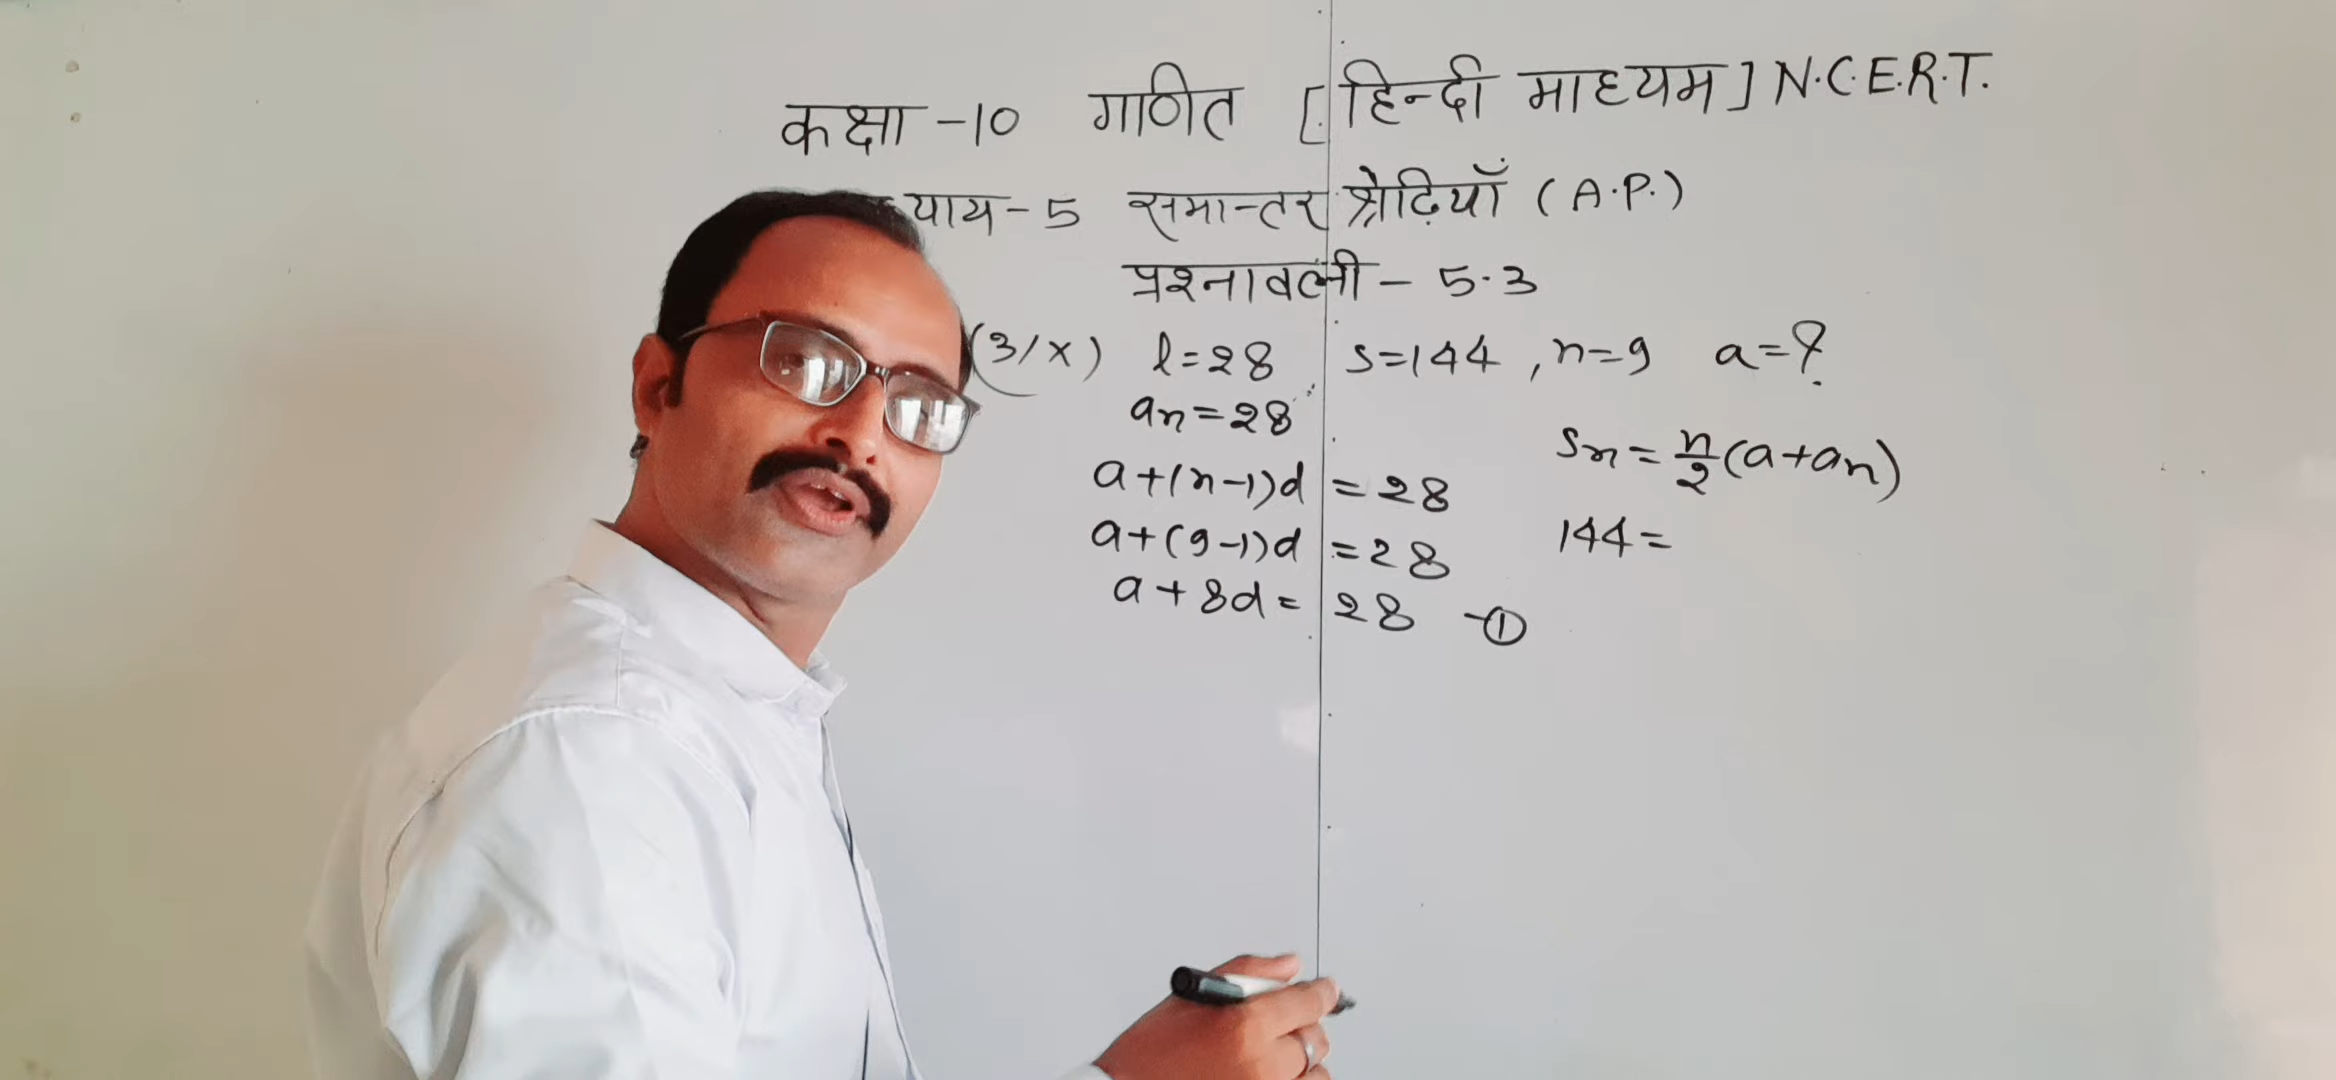 कक्षा -10 गणित [हिन्दी माध्यम] N.C.E.R.T.
याय-5 समान्तर श्रेढ़ियाँ (A.P.)
प्रश्नावली - 5.3
(3/x) l=28, S=144, n=9 a=?
an=28
a+(n-1)d=28
a+(9-1)d=28
a+8d=28 -①
Sn=n/2(a+an)
144=